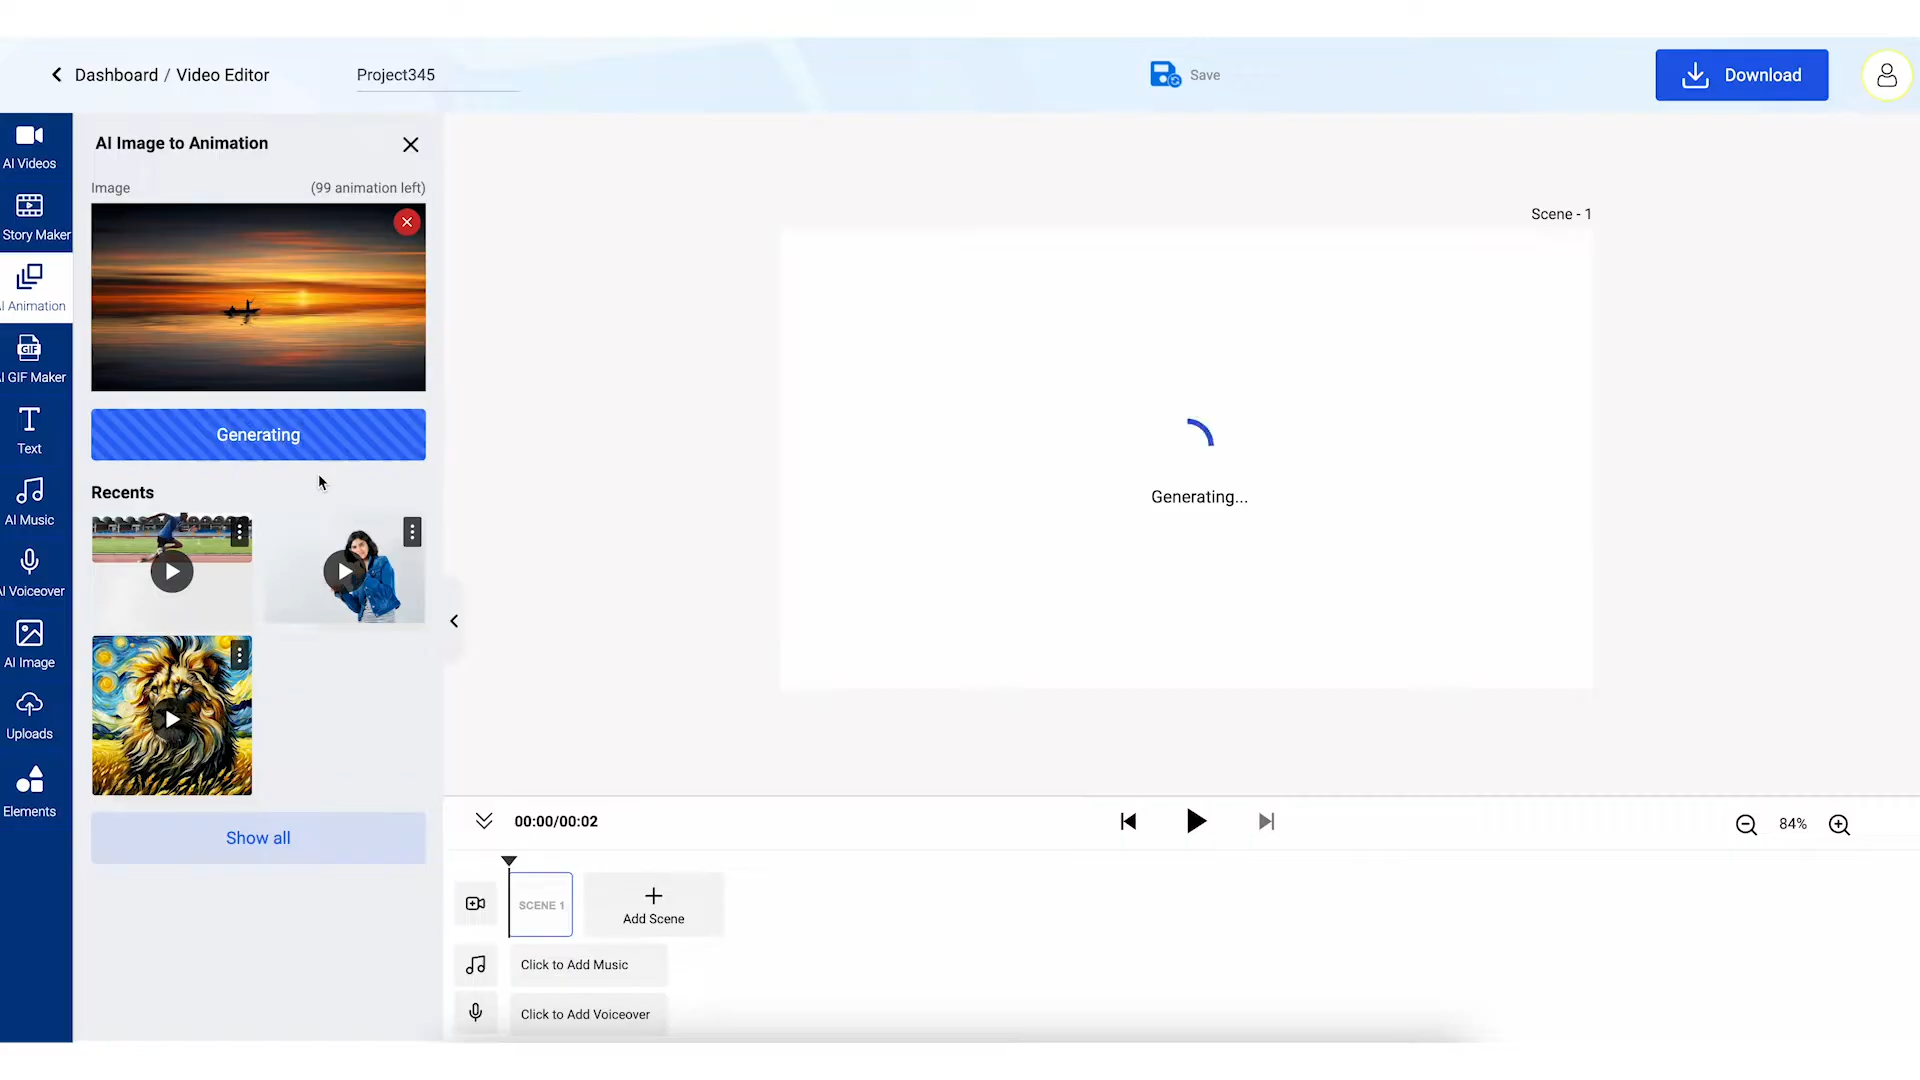 Dashboard / Video Editor
Project345
Save
Download
AI Videos
Story Maker
I Animation
I GIF Maker
GIF
Text
AI Music
I Voiceover
AI Image
Uploads
Elements
AI Image to Animation
Image
(99 animation left)
Generating
Recents
Show all
Scene - 1
Generating...
00:00/00:02
84%
SCENE 1
Add Scene
Click to Add Music
Click to Add Voiceover